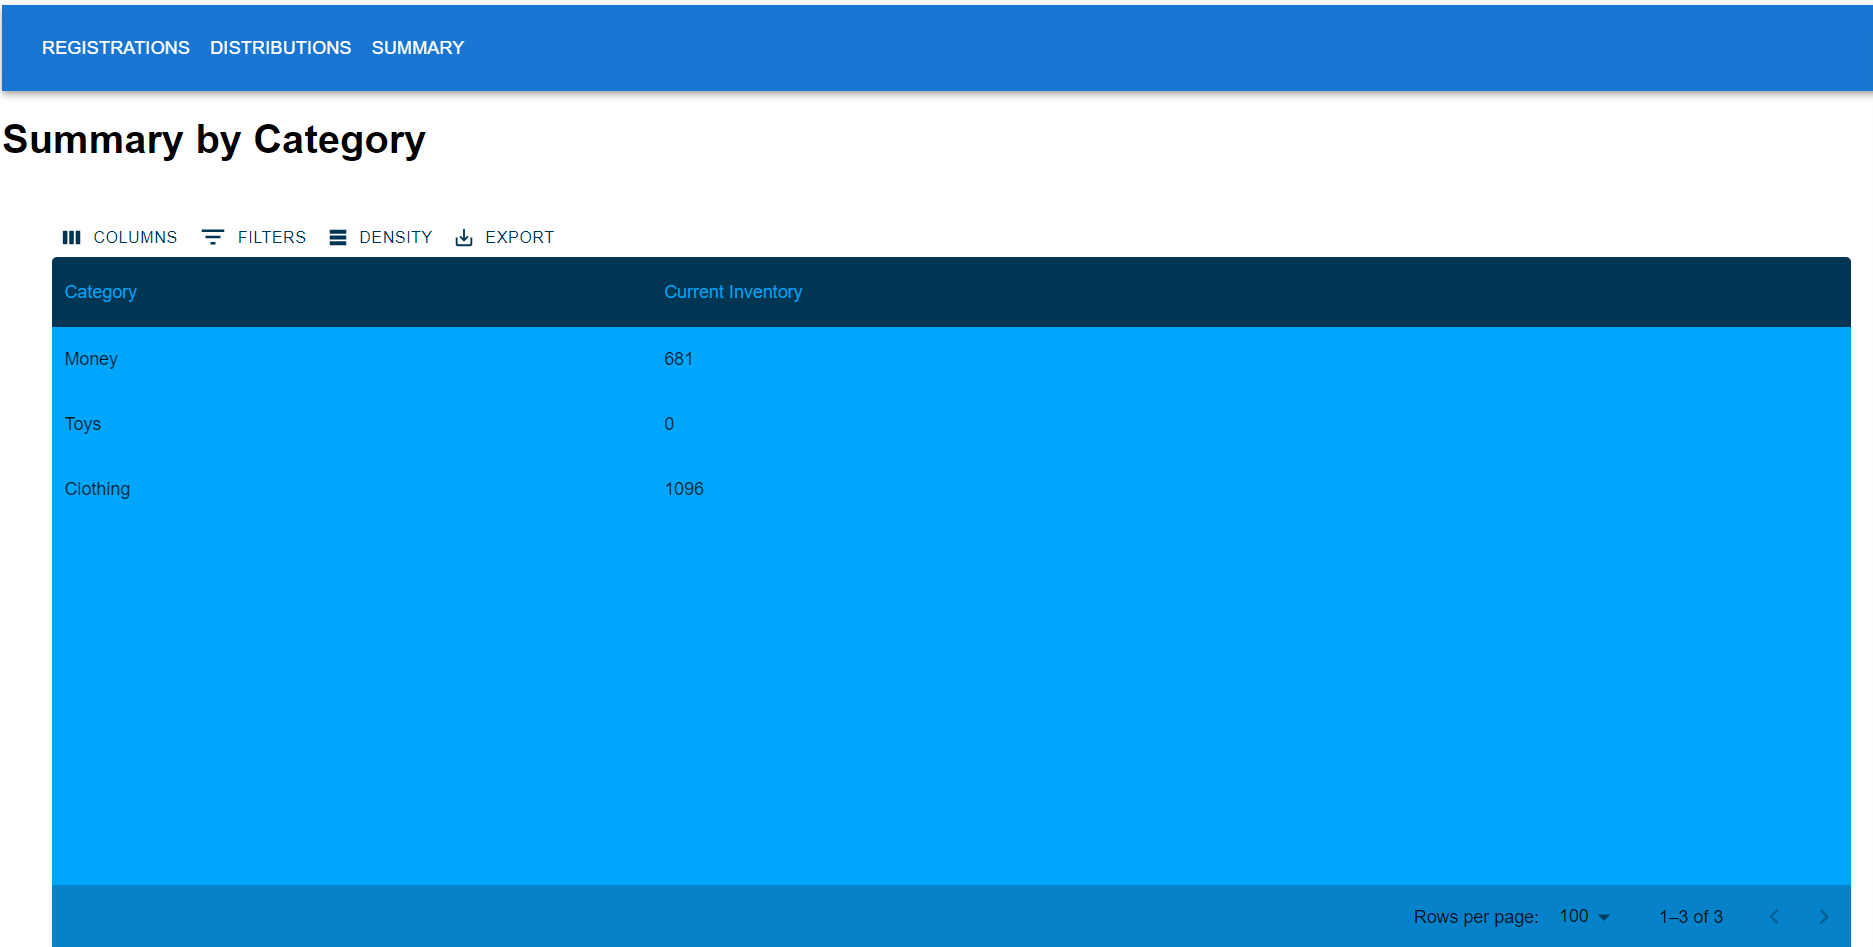 REGISTRATIONS DISTRIBUTIONS SUMMARY
Summary by Category
COLUMNS FILTERS DENSITY EXPORT
Category Current Inventory
Money 681
Toys 0
Clothing 1096
Rows per page: 100 1–3 of 3